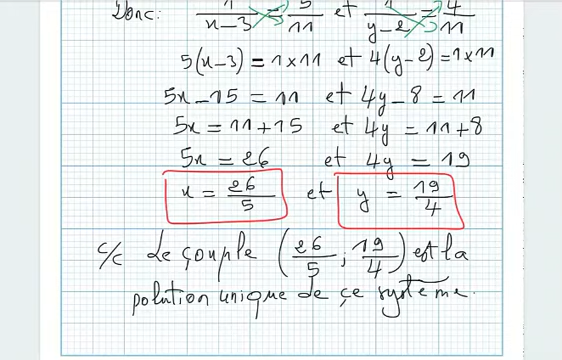 Donc: 1/(x-3) = 5/11 et 1/(y-2) = 4/11
5(x-3) = 1×11 et 4(y-2) = 1×11
5x-15 = 11 et 4y-8 = 11
5x = 11+15 et 4y = 11+8
5x = 26 et 4y = 19
x = 26/5 et y = 19/4
c/c Le couple (26/5 ; 19/4) est la
solution unique de ce système.